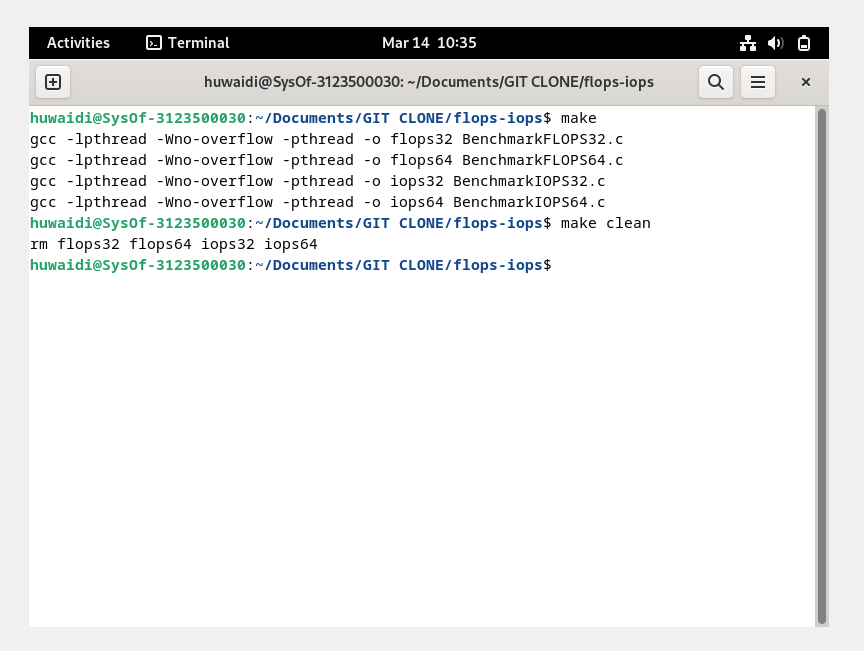 Activities Terminal Mar 14 10:35
huwaidi@SysOf-3123500030: ~/Documents/GIT CLONE/flops-iops
huwaidi@SysOf-3123500030:~/Documents/GIT CLONE/flops-iops$ make
gcc -lpthread -Wno-overflow -pthread -o flops32 BenchmarkFLOPS32.c
gcc -lpthread -Wno-overflow -pthread -o flops64 BenchmarkFLOPS64.c
gcc -lpthread -Wno-overflow -pthread -o iops32 BenchmarkIOPS32.c
gcc -lpthread -Wno-overflow -pthread -o iops64 BenchmarkIOPS64.c
huwaidi@SysOf-3123500030:~/Documents/GIT CLONE/flops-iops$ make clean
rm flops32 flops64 iops32 iops64
huwaidi@SysOf-3123500030:~/Documents/GIT CLONE/flops-iops$